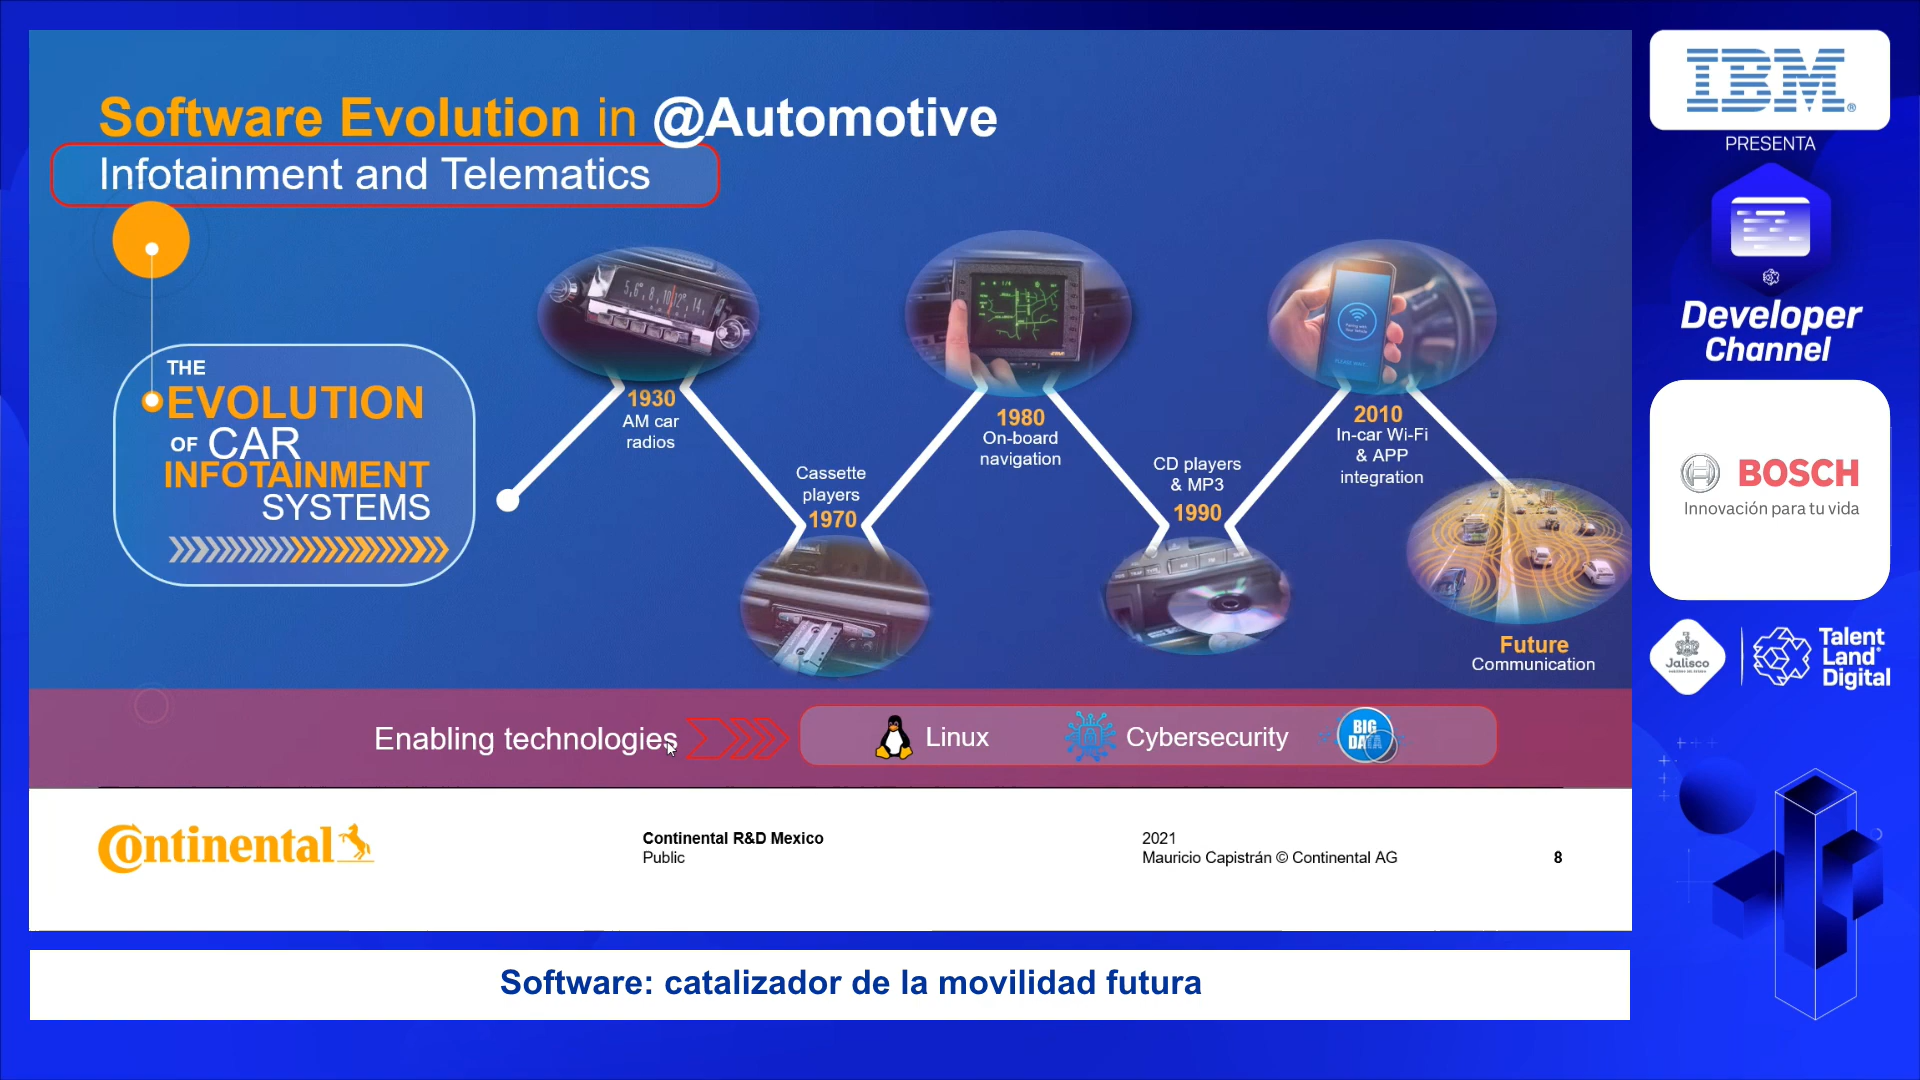 Software Evolution in @Automotive
Infotainment and Telematics
THE
EVOLUTION
OF CAR
INFOTAINMENT
SYSTEMS
1930
AM car
radios
Cassette
players
1970
1980
On-board
navigation
CD players
& MP3
1990
2010
In-car Wi-Fi
& APP
integration
Future
Communication
Enabling technologies
Linux
Cybersecurity
BIG
DATA
Continental
Continental R&D Mexico
Public
2021
Mauricio Capistrán © Continental AG
8
Software: catalizador de la movilidad futura
IBM®
PRESENTA
Developer
Channel
BOSCH
Innovación para tu vida
Jalisco
Talent
Land®
Digital